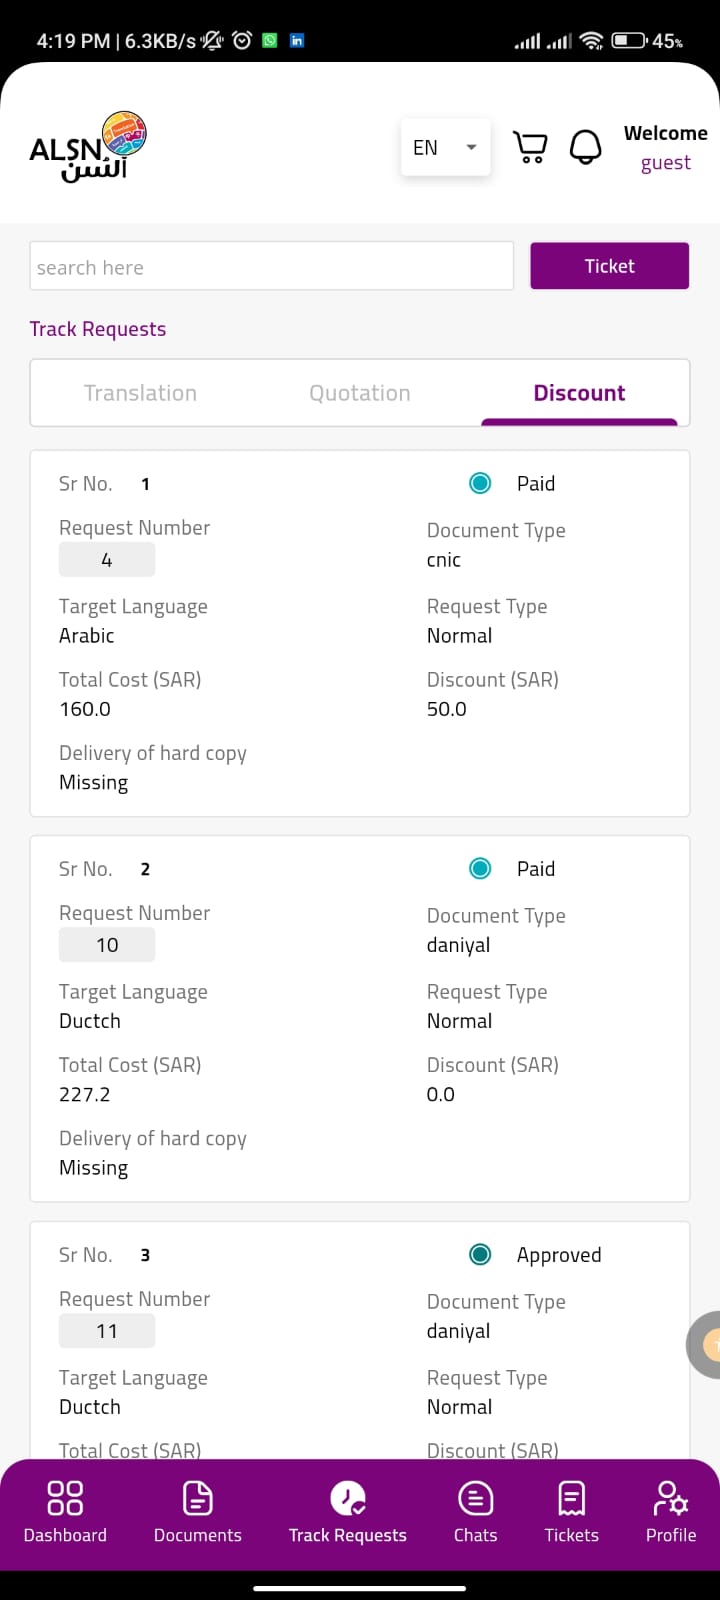 4:19 PM | 6.3KB/s
45%
ALSN
ألسن
EN
Welcome
guest
search here
Ticket
Track Requests
Translation Quotation Discount
Sr No. 1 Paid
Request Number Document Type
4 cnic
Target Language Request Type
Arabic Normal
Total Cost (SAR) Discount (SAR)
160.0 50.0
Delivery of hard copy
Missing
Sr No. 2 Paid
Request Number Document Type
10 daniyal
Target Language Request Type
Ductch Normal
Total Cost (SAR) Discount (SAR)
227.2 0.0
Delivery of hard copy
Missing
Sr No. 3 Approved
Request Number Document Type
11 daniyal
Target Language Request Type
Ductch Normal
Total Cost (SAR) Discount (SAR)
Dashboard Documents Track Requests Chats Tickets Profile